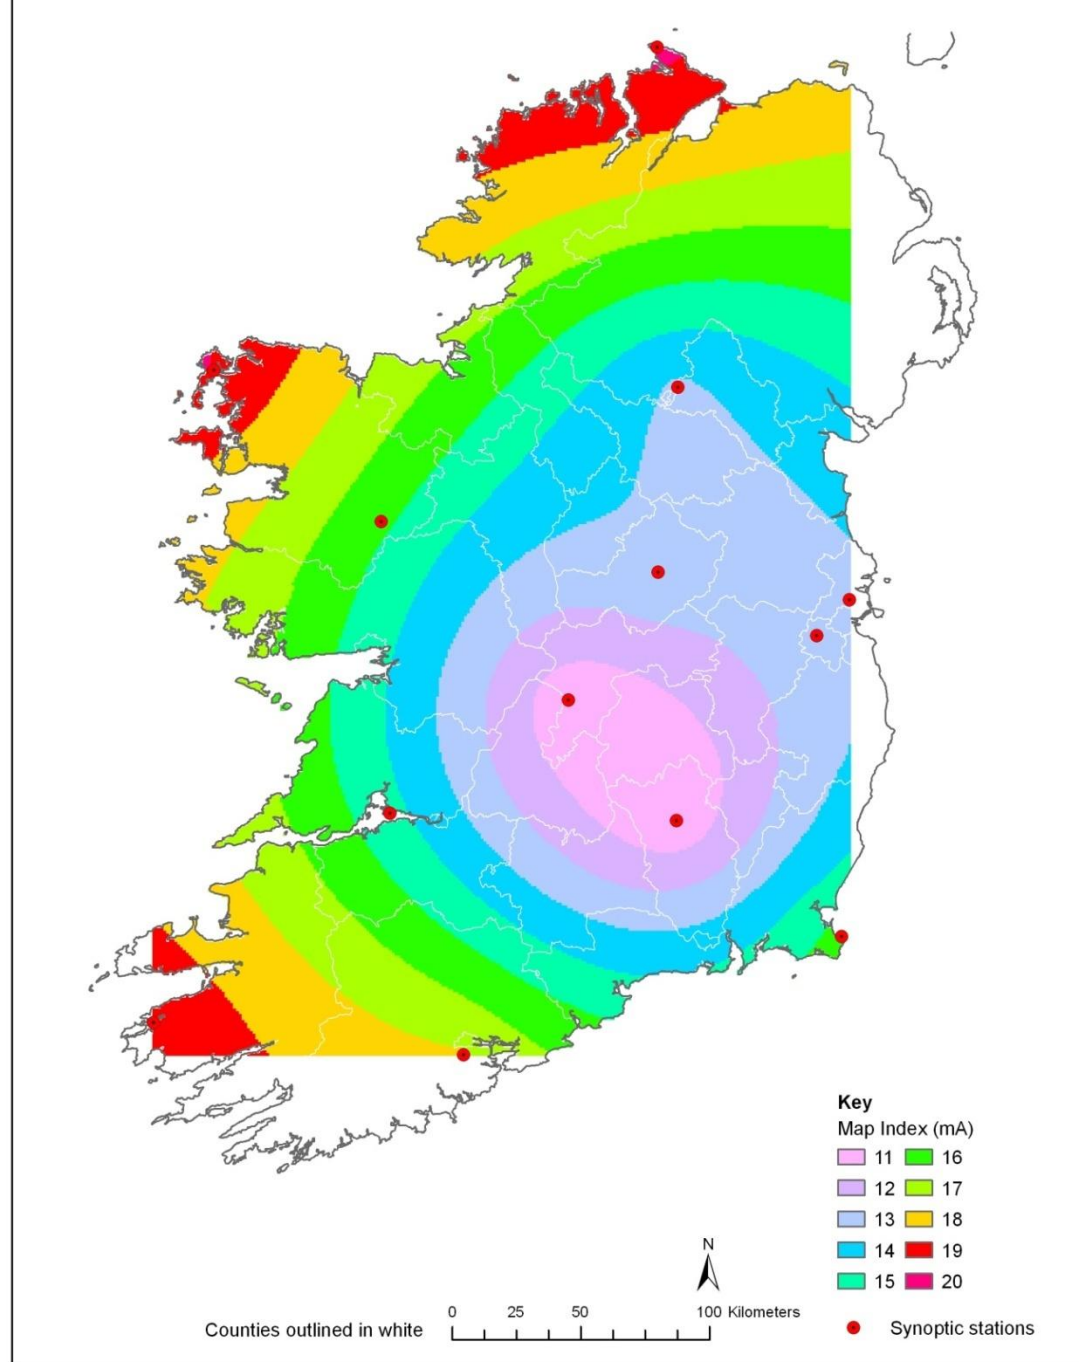 Key
Map Index (mA)
11 16
12 17
13 18
14 19
15 20
N
0 25 50 100 Kilometers
Counties outlined in white
Synoptic stations